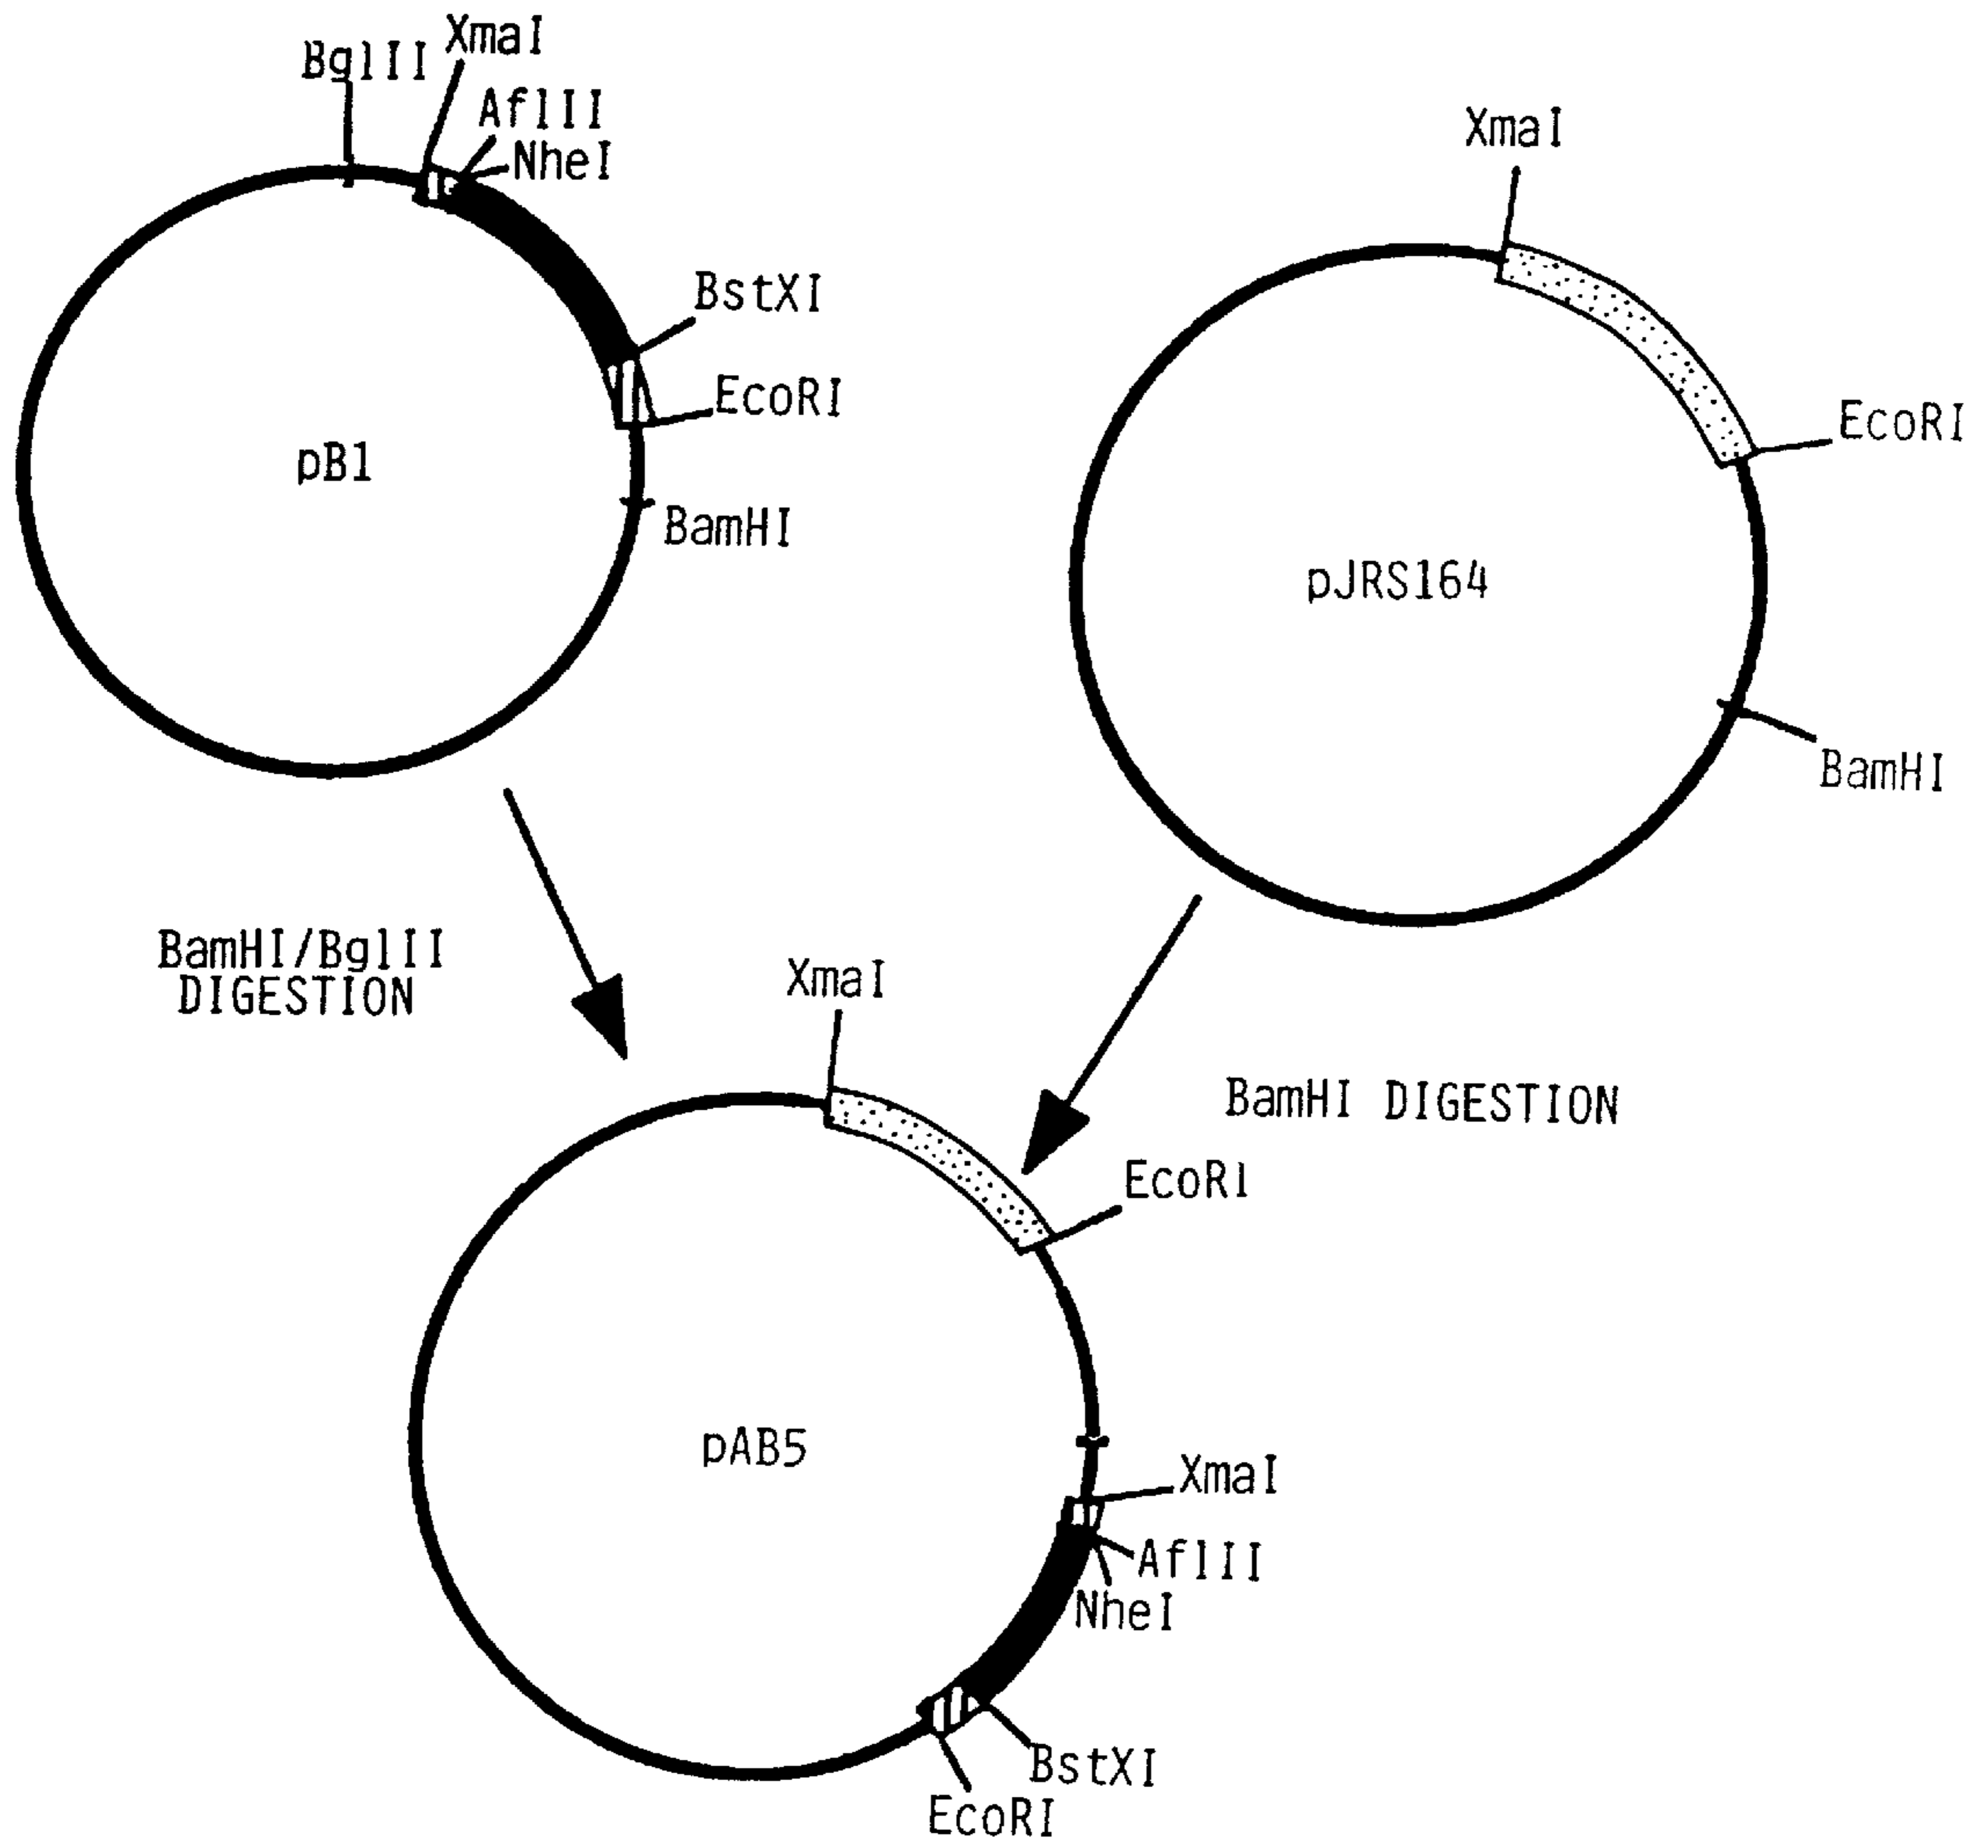 BglII
XmaI
AflII
NheI
BstXI
EcoRI
pB1
BamHI
XmaI
EcoRI
pJRS164
BamHI
BamHI/BglII
DIGESTION
BamHI DIGESTION
XmaI
EcoRI
pAB5
XmaI
AflII
NheI
BstXI
EcoRI